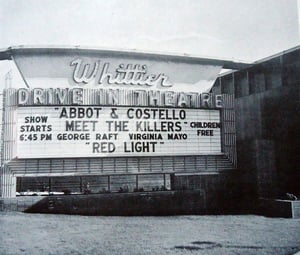 SERO
Whittier
DRIVE IN THEATRE
"ABBOT & COSTELLO
SHOW MEET THE KILLERS" CHILDREN
STARTS FREE
6:45 PM GEORGE RAFT VIRGINIA MAYO
"RED LIGHT"